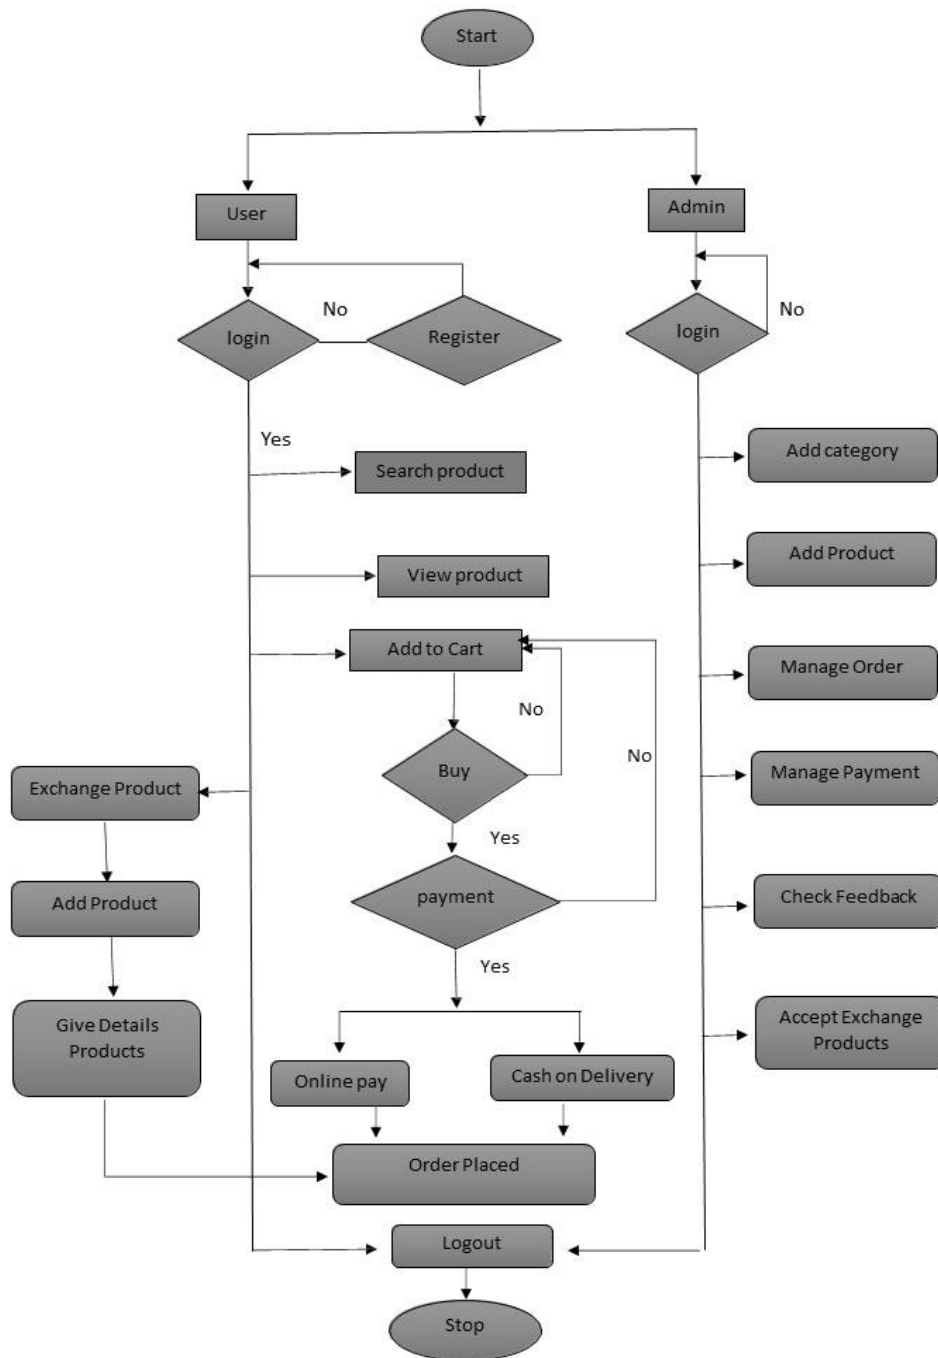 Start
User
Admin
login
No
Register
login
No
Yes
Search product
Add category
View product
Add Product
Add to Cart
No
Manage Order
Buy
No
Manage Payment
Exchange Product
Yes
Add Product
payment
Check Feedback
Yes
Give Details
Products
Accept Exchange
Products
Online pay
Cash on Delivery
Order Placed
Logout
Stop